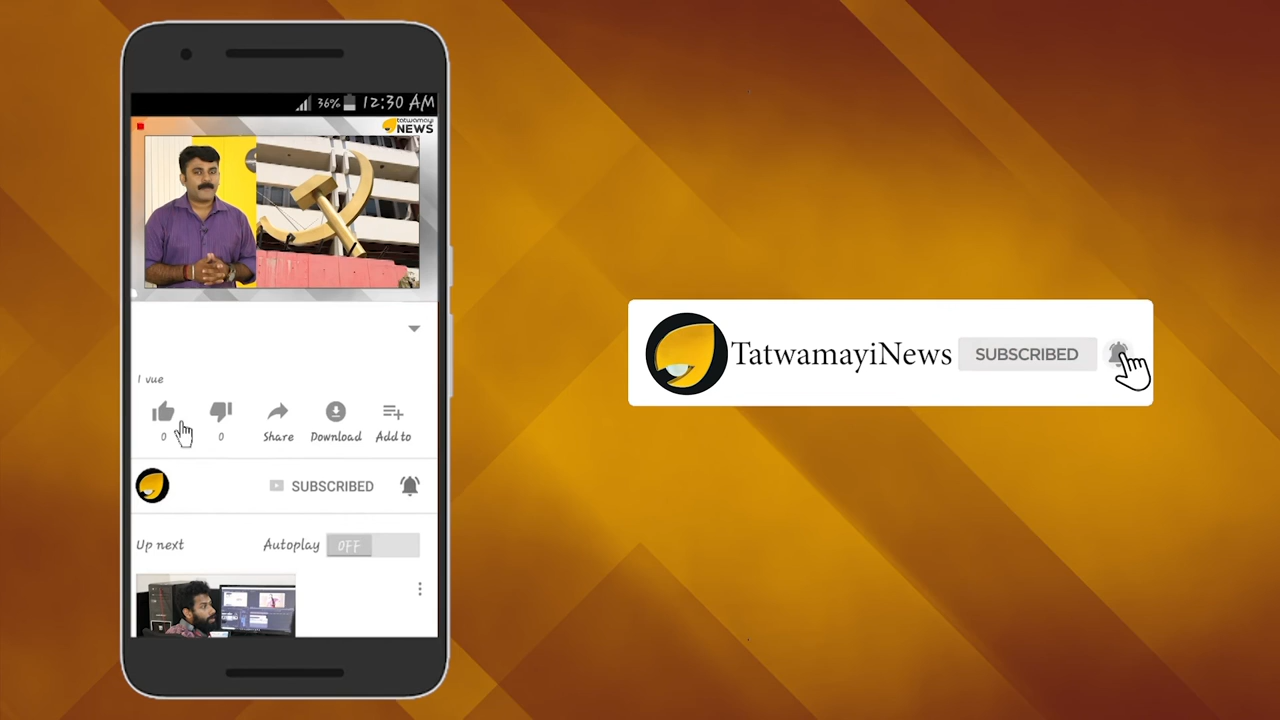 36% 12:30 AM
tatwamayi
NEWS
1 vue
0 0 Share Download Add to
SUBSCRIBED
Up next Autoplay OFF
TatwamayiNews SUBSCRIBED